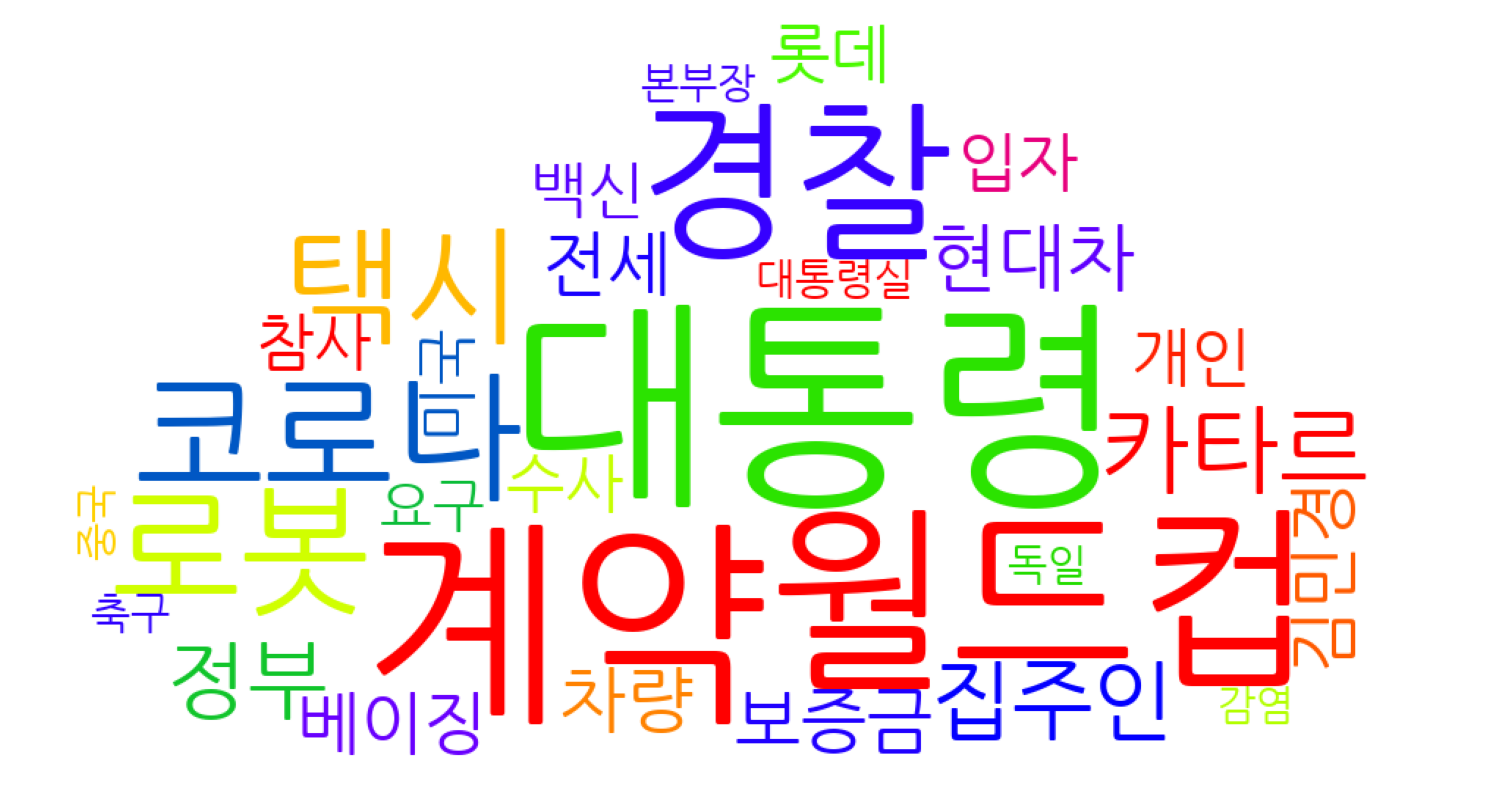 롯데
본부장
경찰
입자
백신
택시
전세
대통령실
현대차
참사
논의
대통령
개인
코로나
카타르
수사
요구
중국
로봇
계약
월드컵
독일
김민경
축구
정부
베이징
차량
보증금
집주인
감염